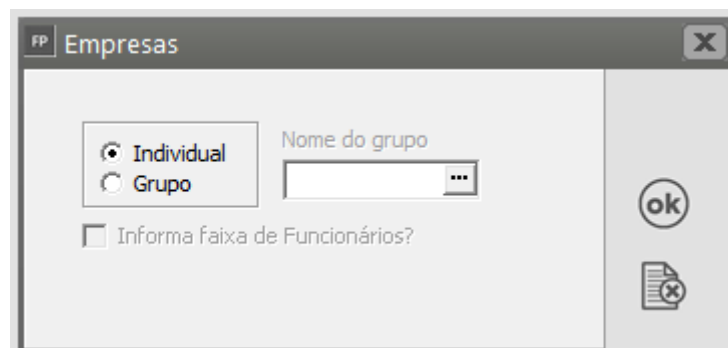 FP Empresas
Individual
Grupo
Nome do grupo
...
Informa faixa de Funcionários?
ok